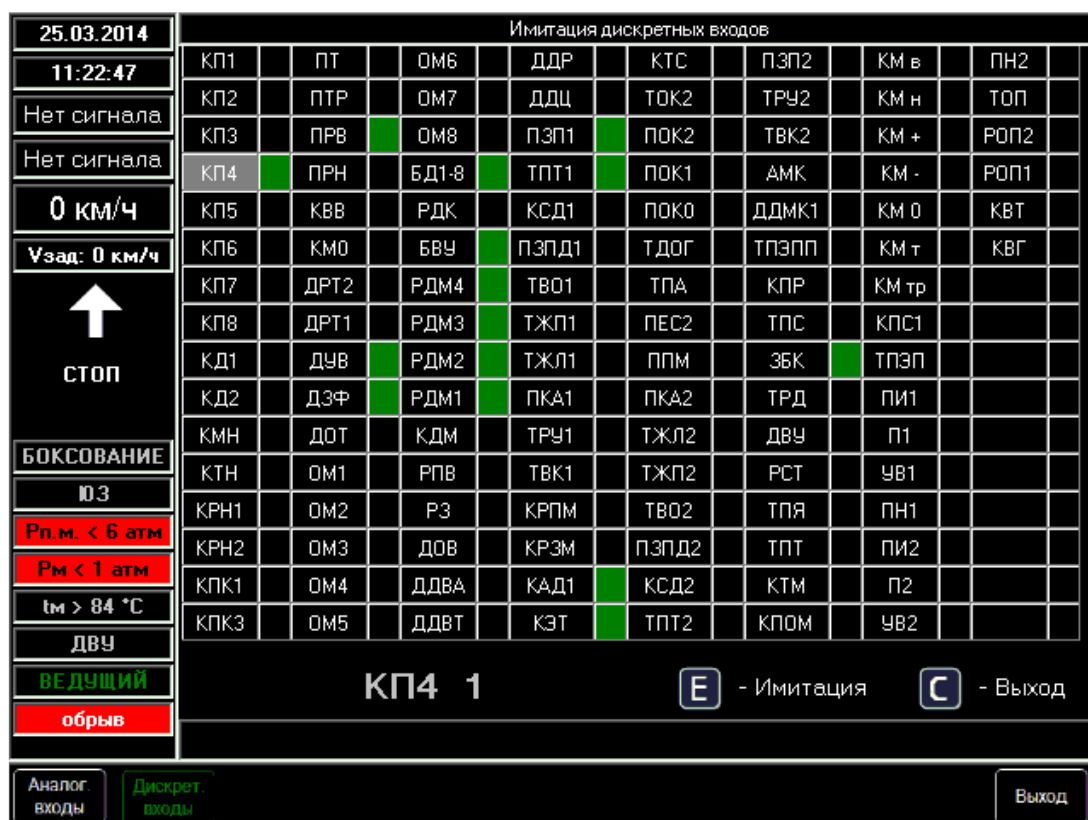 25.03.2014
11:22:47
Нет сигнала
Нет сигнала
0 км/ч
Vзад: 0 км/ч
СТОП
БОКСОВАНИЕ
ЮЗ
Рп.м. < 6 атм
Рм < 1 атм
tм > 84 °C
ДВУ
ВЕДУЩИЙ
обрыв
Имитация дискретных входов
КП1 ПТ ОМ6 ДДР КТС ПЗП2 КМ в ПН2
КП2 ПТР ОМ7 ДДЦ ТОК2 ТРУ2 КМ н ТОП
КП3 ПРВ ОМ8 ПЗП1 ПОК2 ТВК2 КМ + РОП2
КП4 ПРН БД1-8 ТПТ1 ПОК1 АМК КМ - РОП1
КП5 КВВ РДК КСД1 ПОК0 ДДМК1 КМ 0 КВТ
КП6 КМ0 БВУ ПЗПД1 ТДОГ ТПЭПП КМ т КВГ
КП7 ДРТ2 РДМ4 ТВО1 ТПА КПР КМ тр
КП8 ДРТ1 РДМ3 ТЖП1 ПЕС2 ТПС КПС1
КД1 ДУВ РДМ2 ТЖЛ1 ППМ ЗБК ТПЭП
КД2 ДЗФ РДМ1 ПКА1 ПКА2 ТРД ПИ1
КМН ДОТ КДМ ТРУ1 ТЖЛ2 ДВУ П1
КТН ОМ1 РПВ ТВК1 ТЖП2 РСТ УВ1
КРН1 ОМ2 РЗ КРПМ ТВО2 ТПЯ ПН1
КРН2 ОМ3 ДОВ КРЗМ ПЗПД2 ТПТ ПИ2
КПК1 ОМ4 ДДВА КАД1 КСД2 КТМ П2
КПК3 ОМ5 ДДВТ КЭТ ТПТ2 КПОМ УВ2
КП4 1
E - Имитация
C - Выход
Аналог. входы
Дискрет. входы
Выход